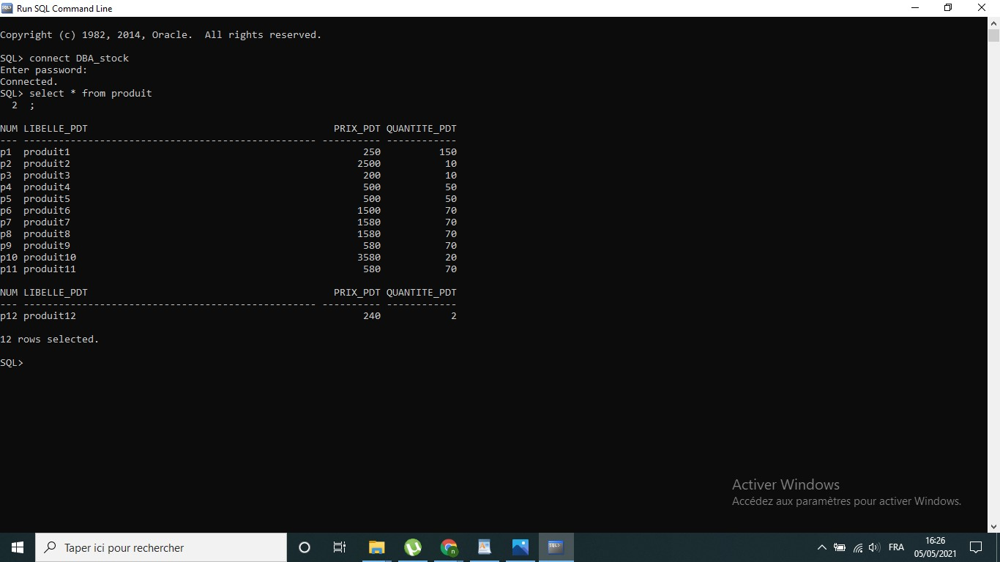 Run SQL Command Line
Copyright (c) 1982, 2014, Oracle.  All rights reserved.
SQL> connect DBA_stock
Enter password:
Connected.
SQL> select * from produit
  2  ;
NUM LIBELLE_PDT                                           PRIX_PDT QUANTITE_PDT
--- -------------------------------------------------- ---------- ------------
p1  produit1                                                  250          150
p2  produit2                                                 2500           10
p3  produit3                                                  200           10
p4  produit4                                                  500           50
p5  produit5                                                  500           50
p6  produit6                                                 1500           70
p7  produit7                                                 1580           70
p8  produit8                                                 1580           70
p9  produit9                                                  580           70
p10 produit10                                                3580           20
p11 produit11                                                 580           70
NUM LIBELLE_PDT                                           PRIX_PDT QUANTITE_PDT
--- -------------------------------------------------- ---------- ------------
p12 produit12                                                 240            2
12 rows selected.
SQL>
Activer Windows
Accédez aux paramètres pour activer Windows.
Taper ici pour rechercher
FRA
16:26
05/05/2021